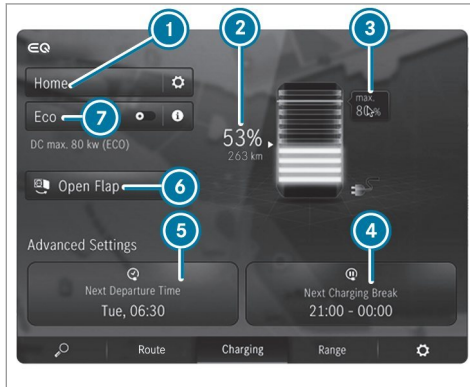 1
2
3
EQ
Home
max.
80%
Eco
7
53%
263 km
DC max. 80 kw (ECO)
Open Flap
6
Advanced Settings
5
4
Next Departure Time
Tue, 06:30
Next Charging Break
21:00 - 00:00
Route
Charging
Range